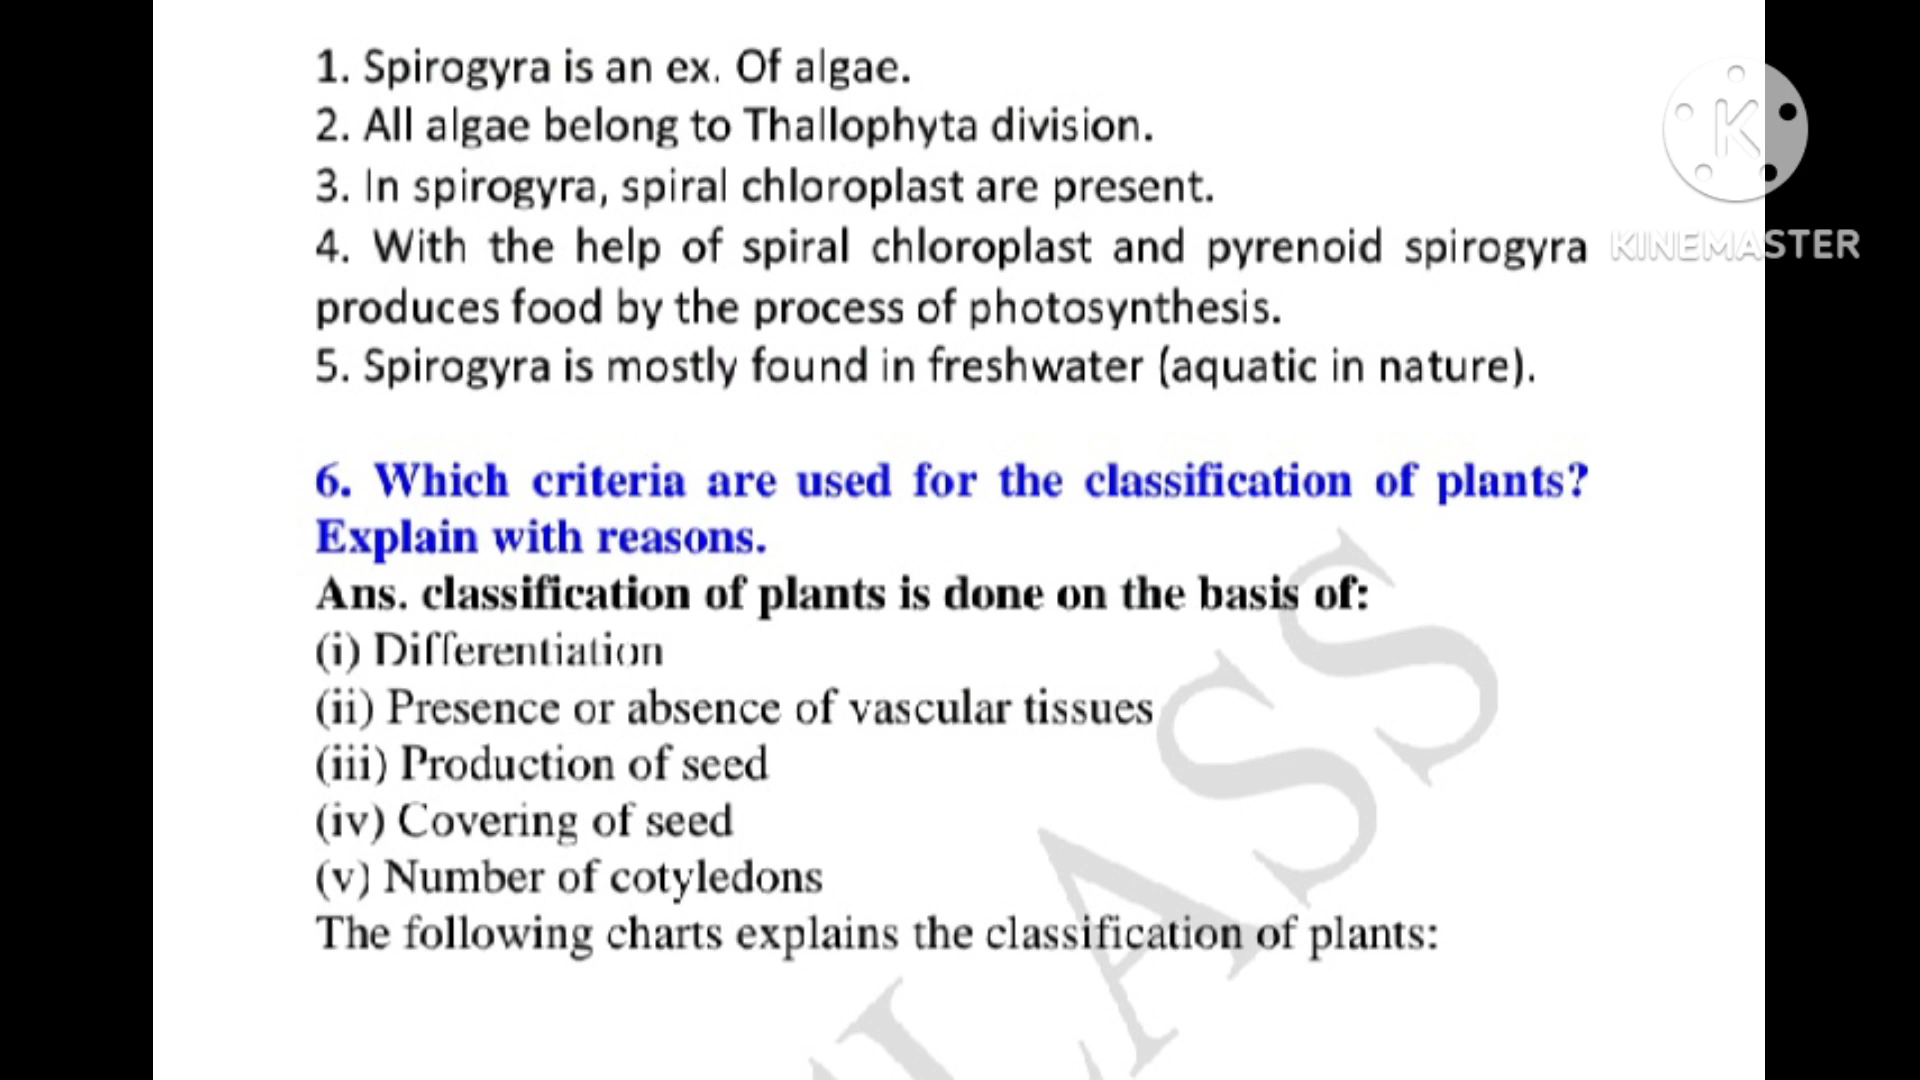 1. Spirogyra is an ex. Of algae.
2. All algae belong to Thallophyta division.
3. In spirogyra, spiral chloroplast are present.
4. With the help of spiral chloroplast and pyrenoid spirogyra
produces food by the process of photosynthesis.
5. Spirogyra is mostly found in freshwater (aquatic in nature).
K
KINEMASTER
6. Which criteria are used for the classification of plants?
Explain with reasons.
Ans. classification of plants is done on the basis of:
(i) Differentiation
(ii) Presence or absence of vascular tissues
(iii) Production of seed
(iv) Covering of seed
(v) Number of cotyledons
The following charts explains the classification of plants:
LASS